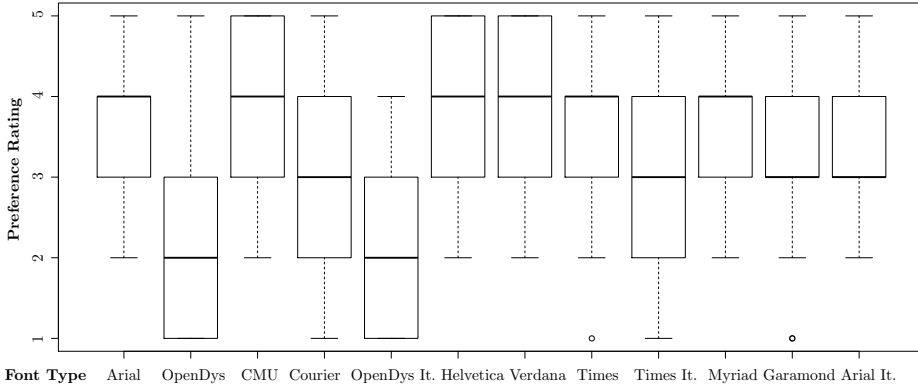 Preference Rating
5
4
3
2
1
Font Type Arial OpenDys CMU Courier OpenDys It. Helvetica Verdana Times Times It. Myriad Garamond Arial It.